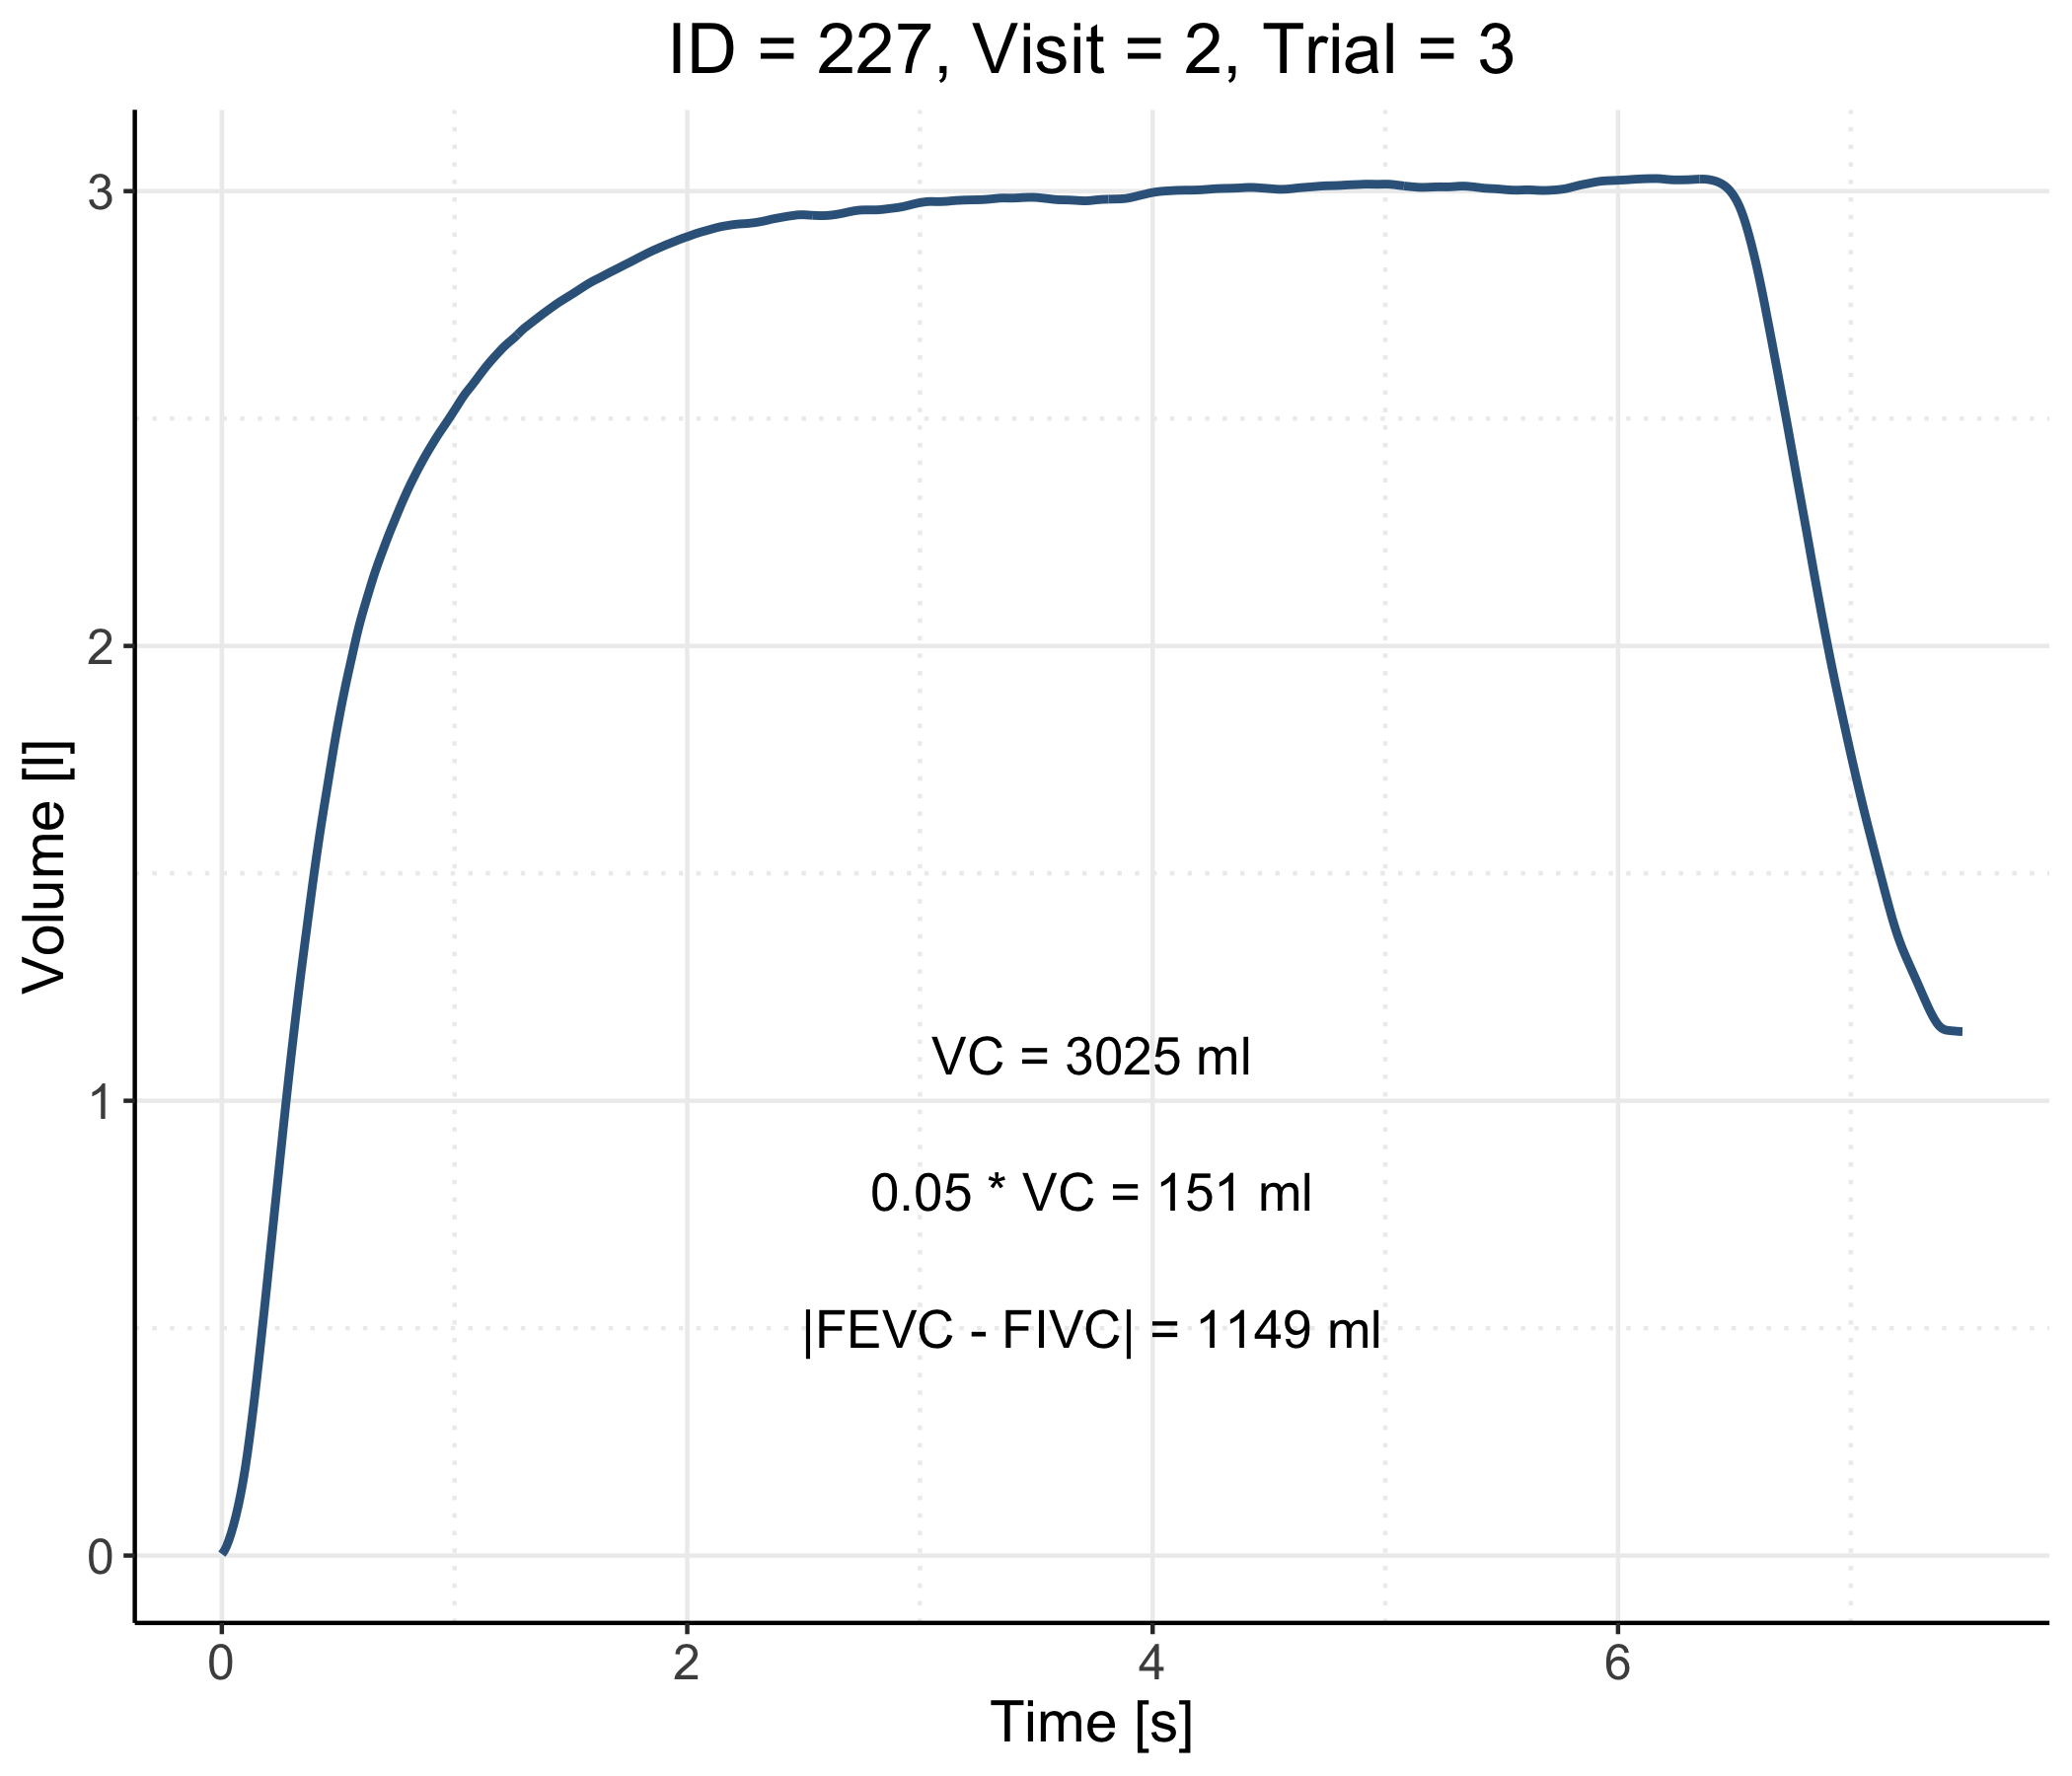 ID = 227, Visit = 2, Trial = 3
3
2
1
0
Volume [l]
VC = 3025 ml
0.05 * VC = 151 ml
|FEVC - FIVC| = 1149 ml
0 2 4 6
Time [s]